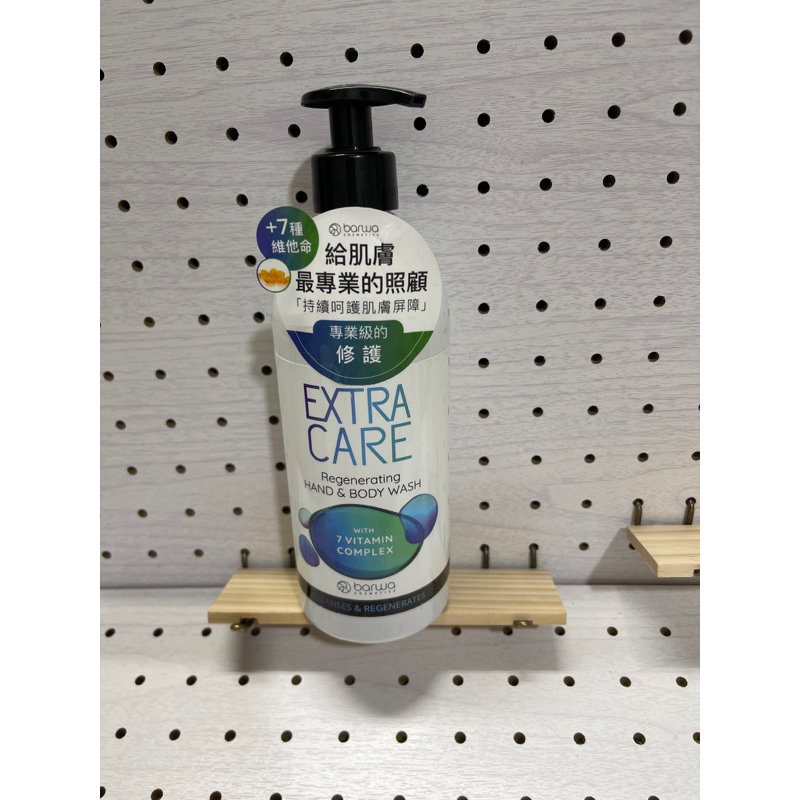 +7種
維他命
barwa
COSMETICS
給肌膚
最專業的照顧
「持續呵護肌膚屏障」
專業級的
修護
EXTRA
CARE
Regenerating
HAND & BODY WASH
WITH
7 VITAMIN
COMPLEX
barwa
COSMETICS
CLEANSES & REGENERATES